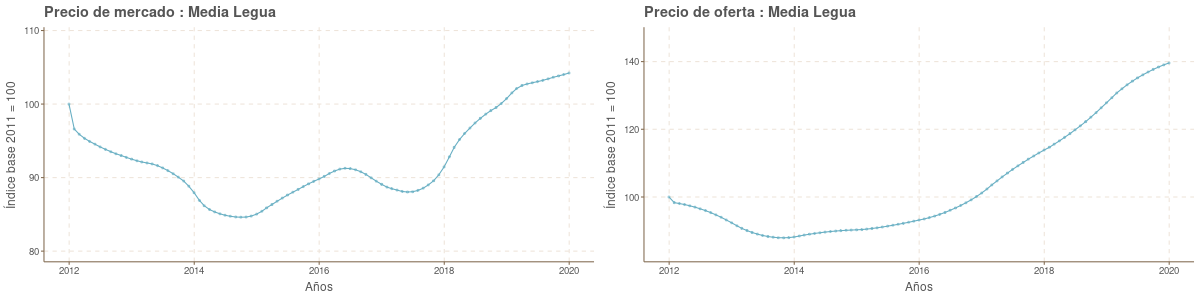 Precio de mercado : Media Legua
Índice base 2011 = 100
110
100
90
80
2012
2014
2016
2018
2020
Años
Precio de oferta : Media Legua
Índice base 2011 = 100
140
120
100
2012
2014
2016
2018
2020
Años